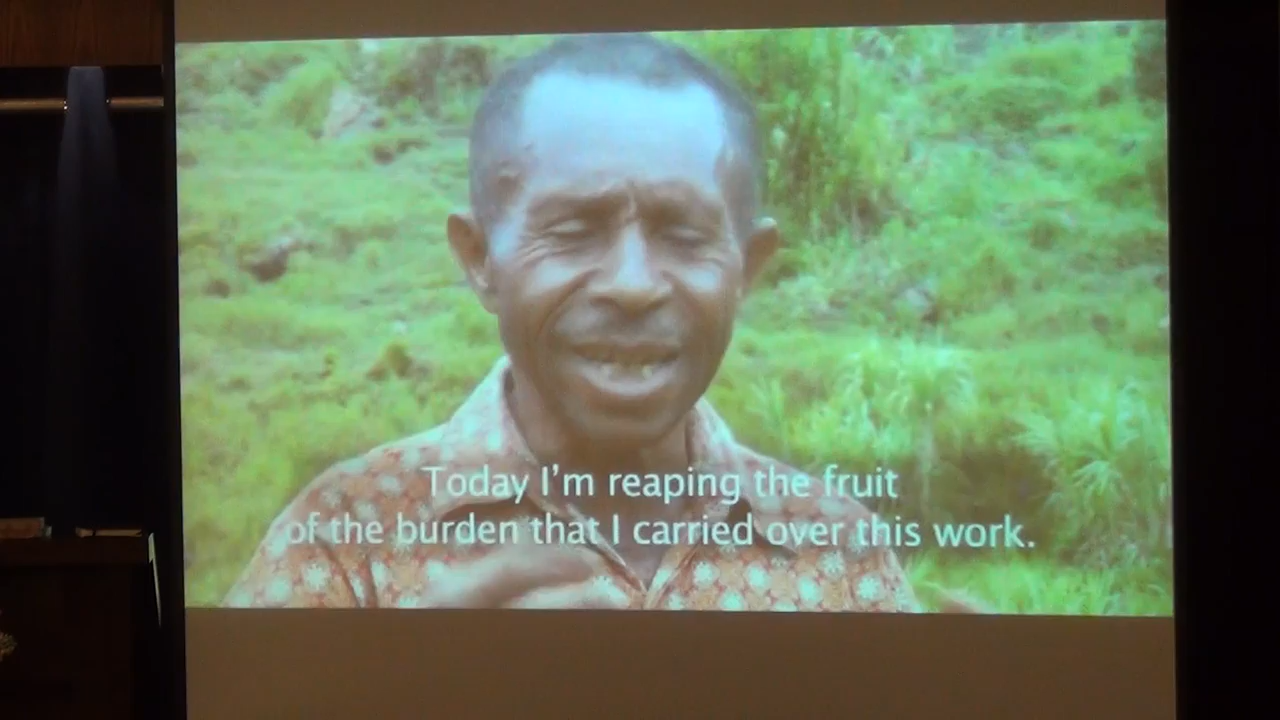 Today I'm reaping the fruit
of the burden that I carried over this work.